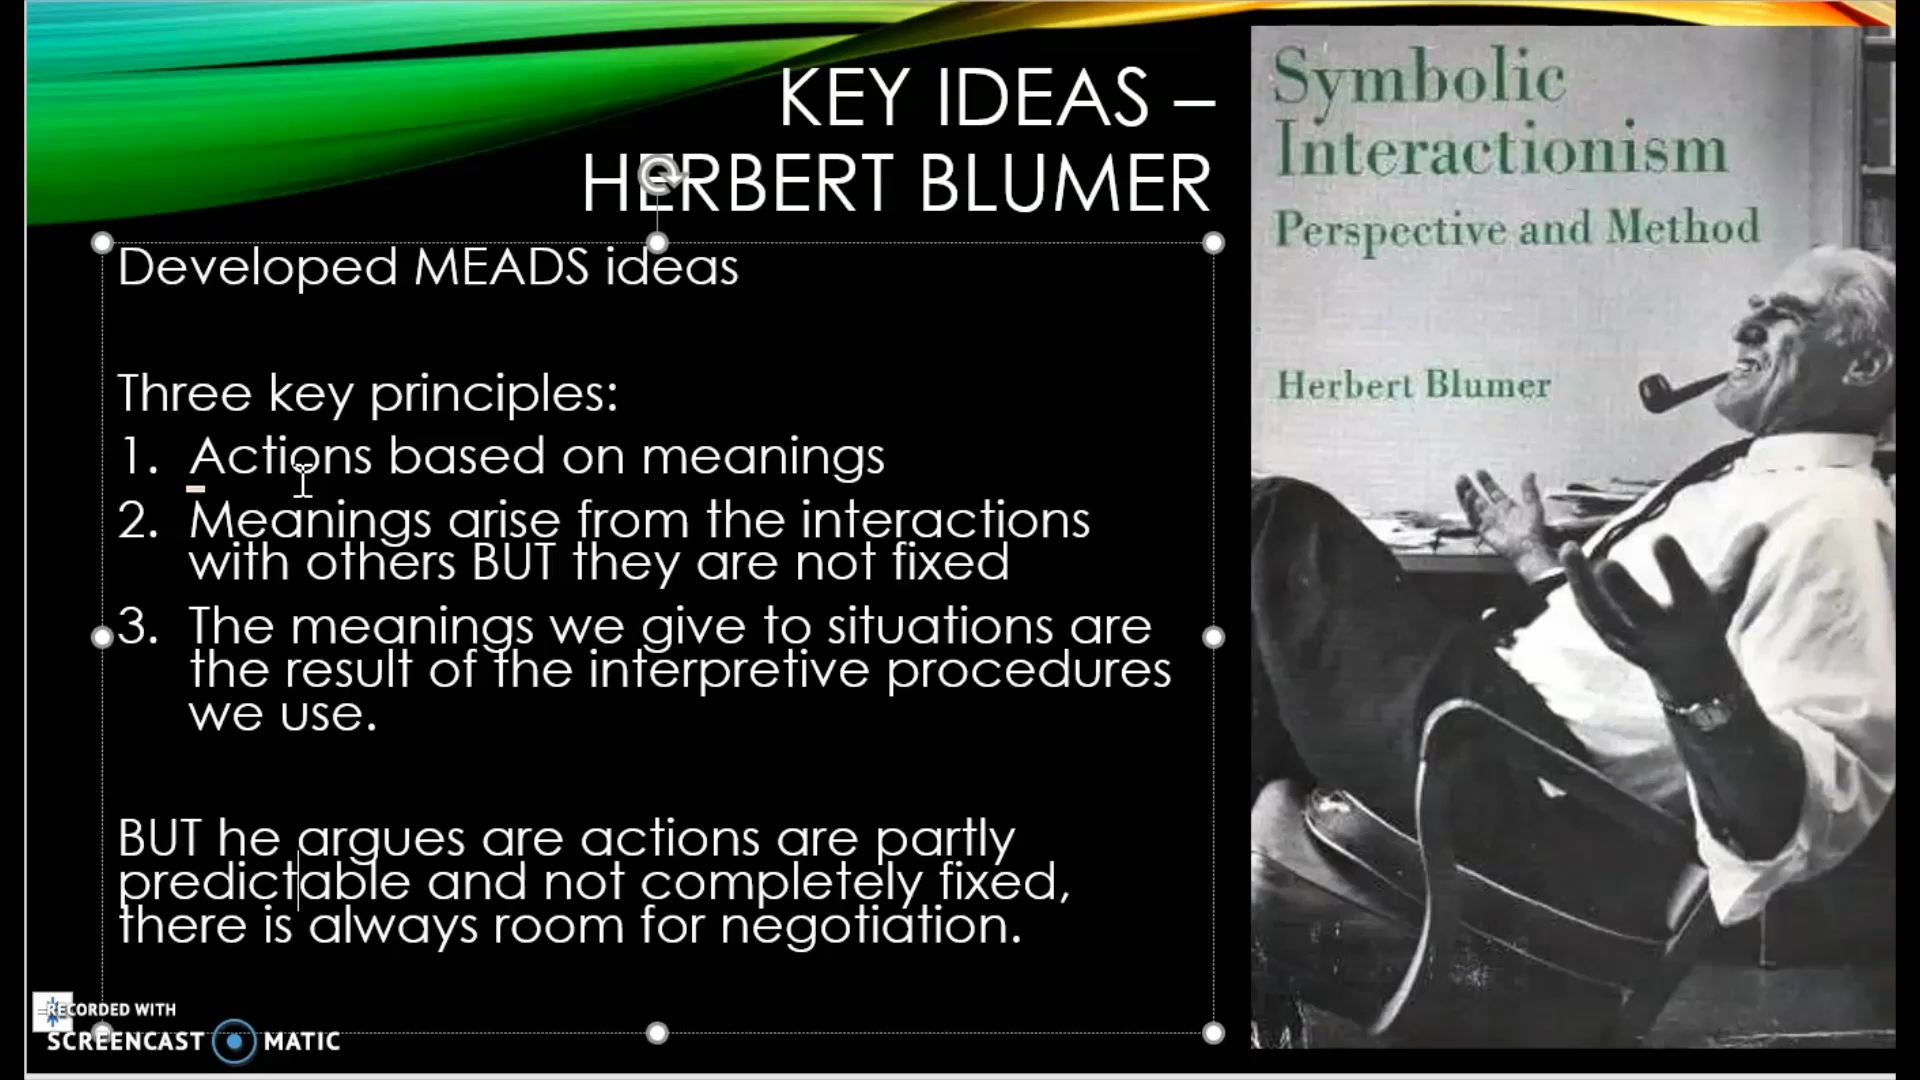 KEY IDEAS –
HERBERT BLUMER
Developed MEADS ideas
Three key principles:
1. Actions based on meanings
2. Meanings arise from the interactions
with others BUT they are not fixed
3. The meanings we give to situations are
the result of the interpretive procedures
we use.
BUT he argues are actions are partly
predictable and not completely fixed,
there is always room for negotiation.
Symbolic
Interactionism
Perspective and Method
Herbert Blumer
RECORDED WITH
SCREENCAST MATIC